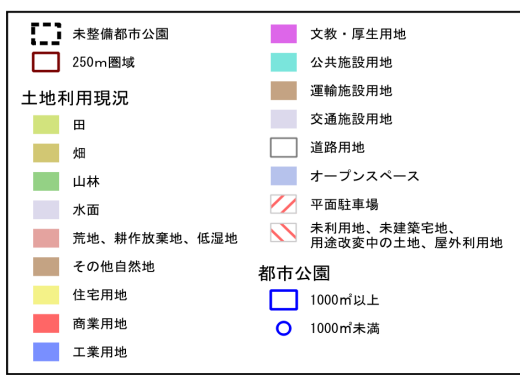 未整備都市公園
250m圏域
土地利用現況
田
畑
山林
水面
荒地、耕作放棄地、低湿地
その他自然地
住宅用地
商業用地
工業用地
文教・厚生用地
公共施設用地
運輸施設用地
交通施設用地
道路用地
オープンスペース
平面駐車場
未利用地、未建築宅地、
用途改変中の土地、屋外利用地
都市公園
1000㎡以上
1000㎡未満